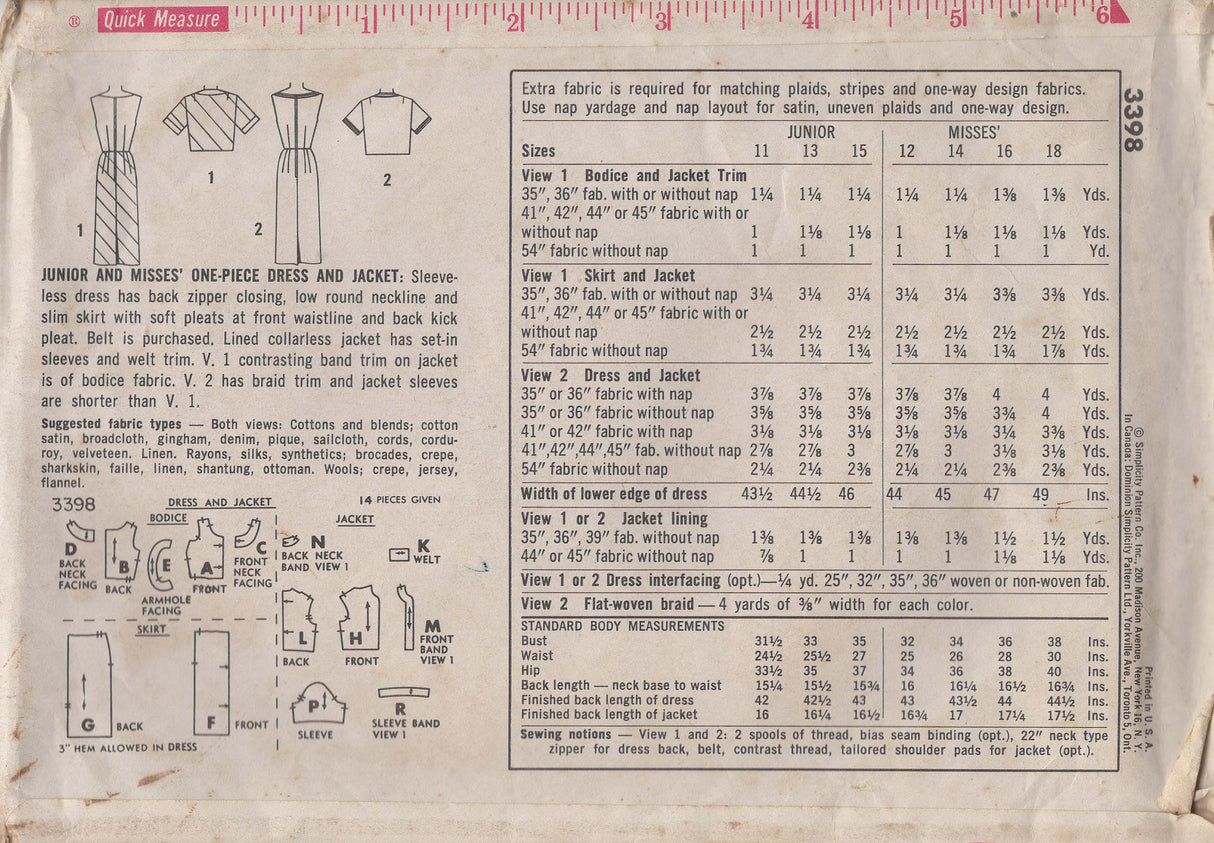 ® Quick Measure 1 2 3 4 5 6
1
1
2
2
JUNIOR AND MISSES' ONE-PIECE DRESS AND JACKET: Sleeve-
less dress has back zipper closing, low round neckline and
slim skirt with soft pleats at front waistline and back kick
pleat. Belt is purchased. Lined collarless jacket has set-in
sleeves and welt trim. V. 1 contrasting band trim on jacket
is of bodice fabric. V. 2 has braid trim and jacket sleeves
are shorter than V. 1.
Suggested fabric types — Both views: Cottons and blends; cotton
satin, broadcloth, gingham, denim, pique, sailcloth, cords, cordu-
roy, velveteen. Linen. Rayons, silks, synthetics; brocades, crepe,
sharkskin, faille, linen, shantung, ottoman. Wools; crepe, jersey,
flannel.
3398 DRESS AND JACKET 14 PIECES GIVEN
BODICE
D
BACK
NECK
FACING
B
BACK
E
ARMHOLE
FACING
A
FRONT
C
FRONT
NECK
FACING
JACKET
N
BACK NECK
BAND VIEW 1
K
WELT
L
BACK
H
FRONT
M
FRONT
BAND
VIEW 1
SKIRT
G BACK
F FRONT
P
SLEEVE
R
SLEEVE BAND
VIEW 1
3" HEM ALLOWED IN DRESS
Extra fabric is required for matching plaids, stripes and one-way design fabrics.
Use nap yardage and nap layout for satin, uneven plaids and one-way design.
JUNIOR MISSES'
Sizes 11 13 15 12 14 16 18
View 1 Bodice and Jacket Trim
35", 36" fab. with or without nap 1¼ 1¼ 1¼ 1¼ 1¼ 1⅜ 1⅜ Yds.
41", 42", 44" or 45" fabric with or
without nap 1 1⅛ 1⅛ 1 1⅛ 1⅛ 1⅛ Yds.
54" fabric without nap 1 1 1 1 1 1 1 Yd.
View 1 Skirt and Jacket
35", 36" fab. with or without nap 3¼ 3¼ 3¼ 3¼ 3¼ 3⅜ 3⅜ Yds.
41", 42", 44" or 45" fabric with or
without nap 2½ 2½ 2½ 2½ 2½ 2½ 2½ Yds.
54" fabric without nap 1¾ 1¾ 1¾ 1¾ 1¾ 1¾ 1⅞ Yds.
View 2 Dress and Jacket
35" or 36" fabric with nap 3⅞ 3⅞ 3⅞ 3⅞ 3⅞ 4 4 Yds.
35" or 36" fabric without nap 3⅝ 3⅝ 3⅝ 3⅝ 3⅝ 3¾ 4 Yds.
41" or 42" fabric with nap 3⅛ 3⅛ 3⅛ 3⅛ 3⅛ 3¼ 3⅜ Yds.
41",42",44",45" fab. without nap 2⅞ 2⅞ 3 2⅞ 3 3⅛ 3⅛ Yds.
54" fabric without nap 2¼ 2¼ 2⅜ 2¼ 2¼ 2⅜ 2⅜ Yds.
Width of lower edge of dress 43½ 44½ 46 44 45 47 49 Ins.
View 1 or 2 Jacket lining
35", 36", 39" fab. without nap 1⅜ 1⅜ 1⅜ 1⅜ 1⅜ 1½ 1½ Yds.
44" or 45" fabric without nap ⅞ 1 1 1 1 1⅛ 1⅛ Yds.
View 1 or 2 Dress interfacing (opt.)—¼ yd. 25", 32", 35", 36" woven or non-woven fab.
View 2 Flat-woven braid — 4 yards of ⅜" width for each color.
STANDARD BODY MEASUREMENTS
Bust 31½ 33 35 32 34 36 38 Ins.
Waist 24½ 25½ 27 25 26 28 30 Ins.
Hip 33½ 35 37 34 36 38 40 Ins.
Back length — neck base to waist 15¼ 15½ 15¾ 16 16¼ 16½ 16¾ Ins.
Finished back length of dress 42 42½ 43 43 43½ 44 44½ Ins.
Finished back length of jacket 16 16¼ 16½ 16¾ 17 17¼ 17½ Ins.
Sewing notions — View 1 and 2: 2 spools of thread, bias seam binding (opt.), 22" neck type
zipper for dress back, belt, contrast thread, tailored shoulder pads for jacket (opt.).
3398
Printed in U. S. A.
© Simplicity Pattern Co. Inc., 200 Madison Avenue, New York 16, N. Y.
In Canada: Dominion Simplicity Pattern Ltd., Yorkville Ave., Toronto 5, Ont.